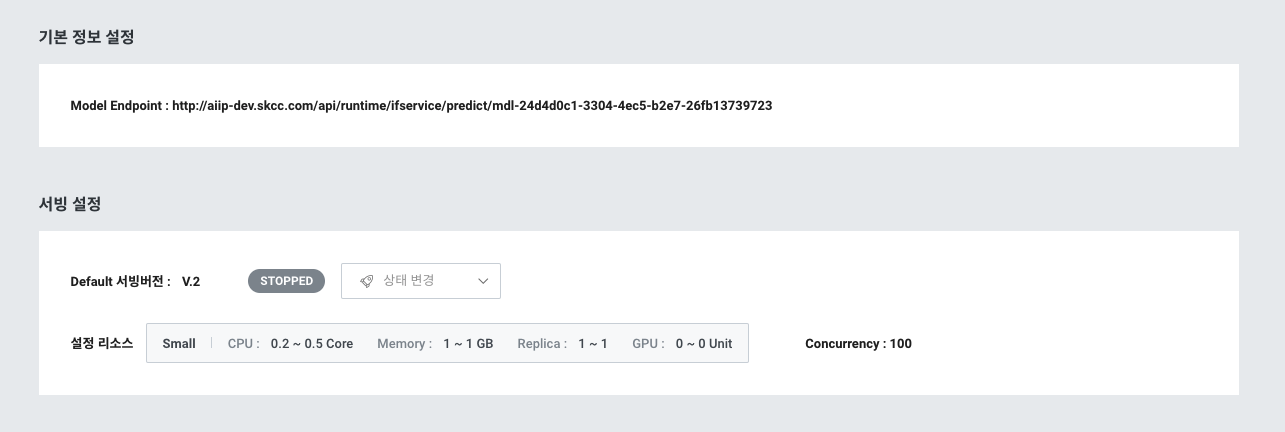 기본 정보 설정
Model Endpoint : http://aiip-dev.skcc.com/api/runtime/ifservice/predict/mdl-24d4d0c1-3304-4ec5-b2e7-26fb13739723
서빙 설정
Default 서빙버전 : V.2 STOPPED 상태 변경
설정 리소스 Small CPU : 0.2 ~ 0.5 Core Memory : 1 ~ 1 GB Replica : 1 ~ 1 GPU : 0 ~ 0 Unit Concurrency : 100